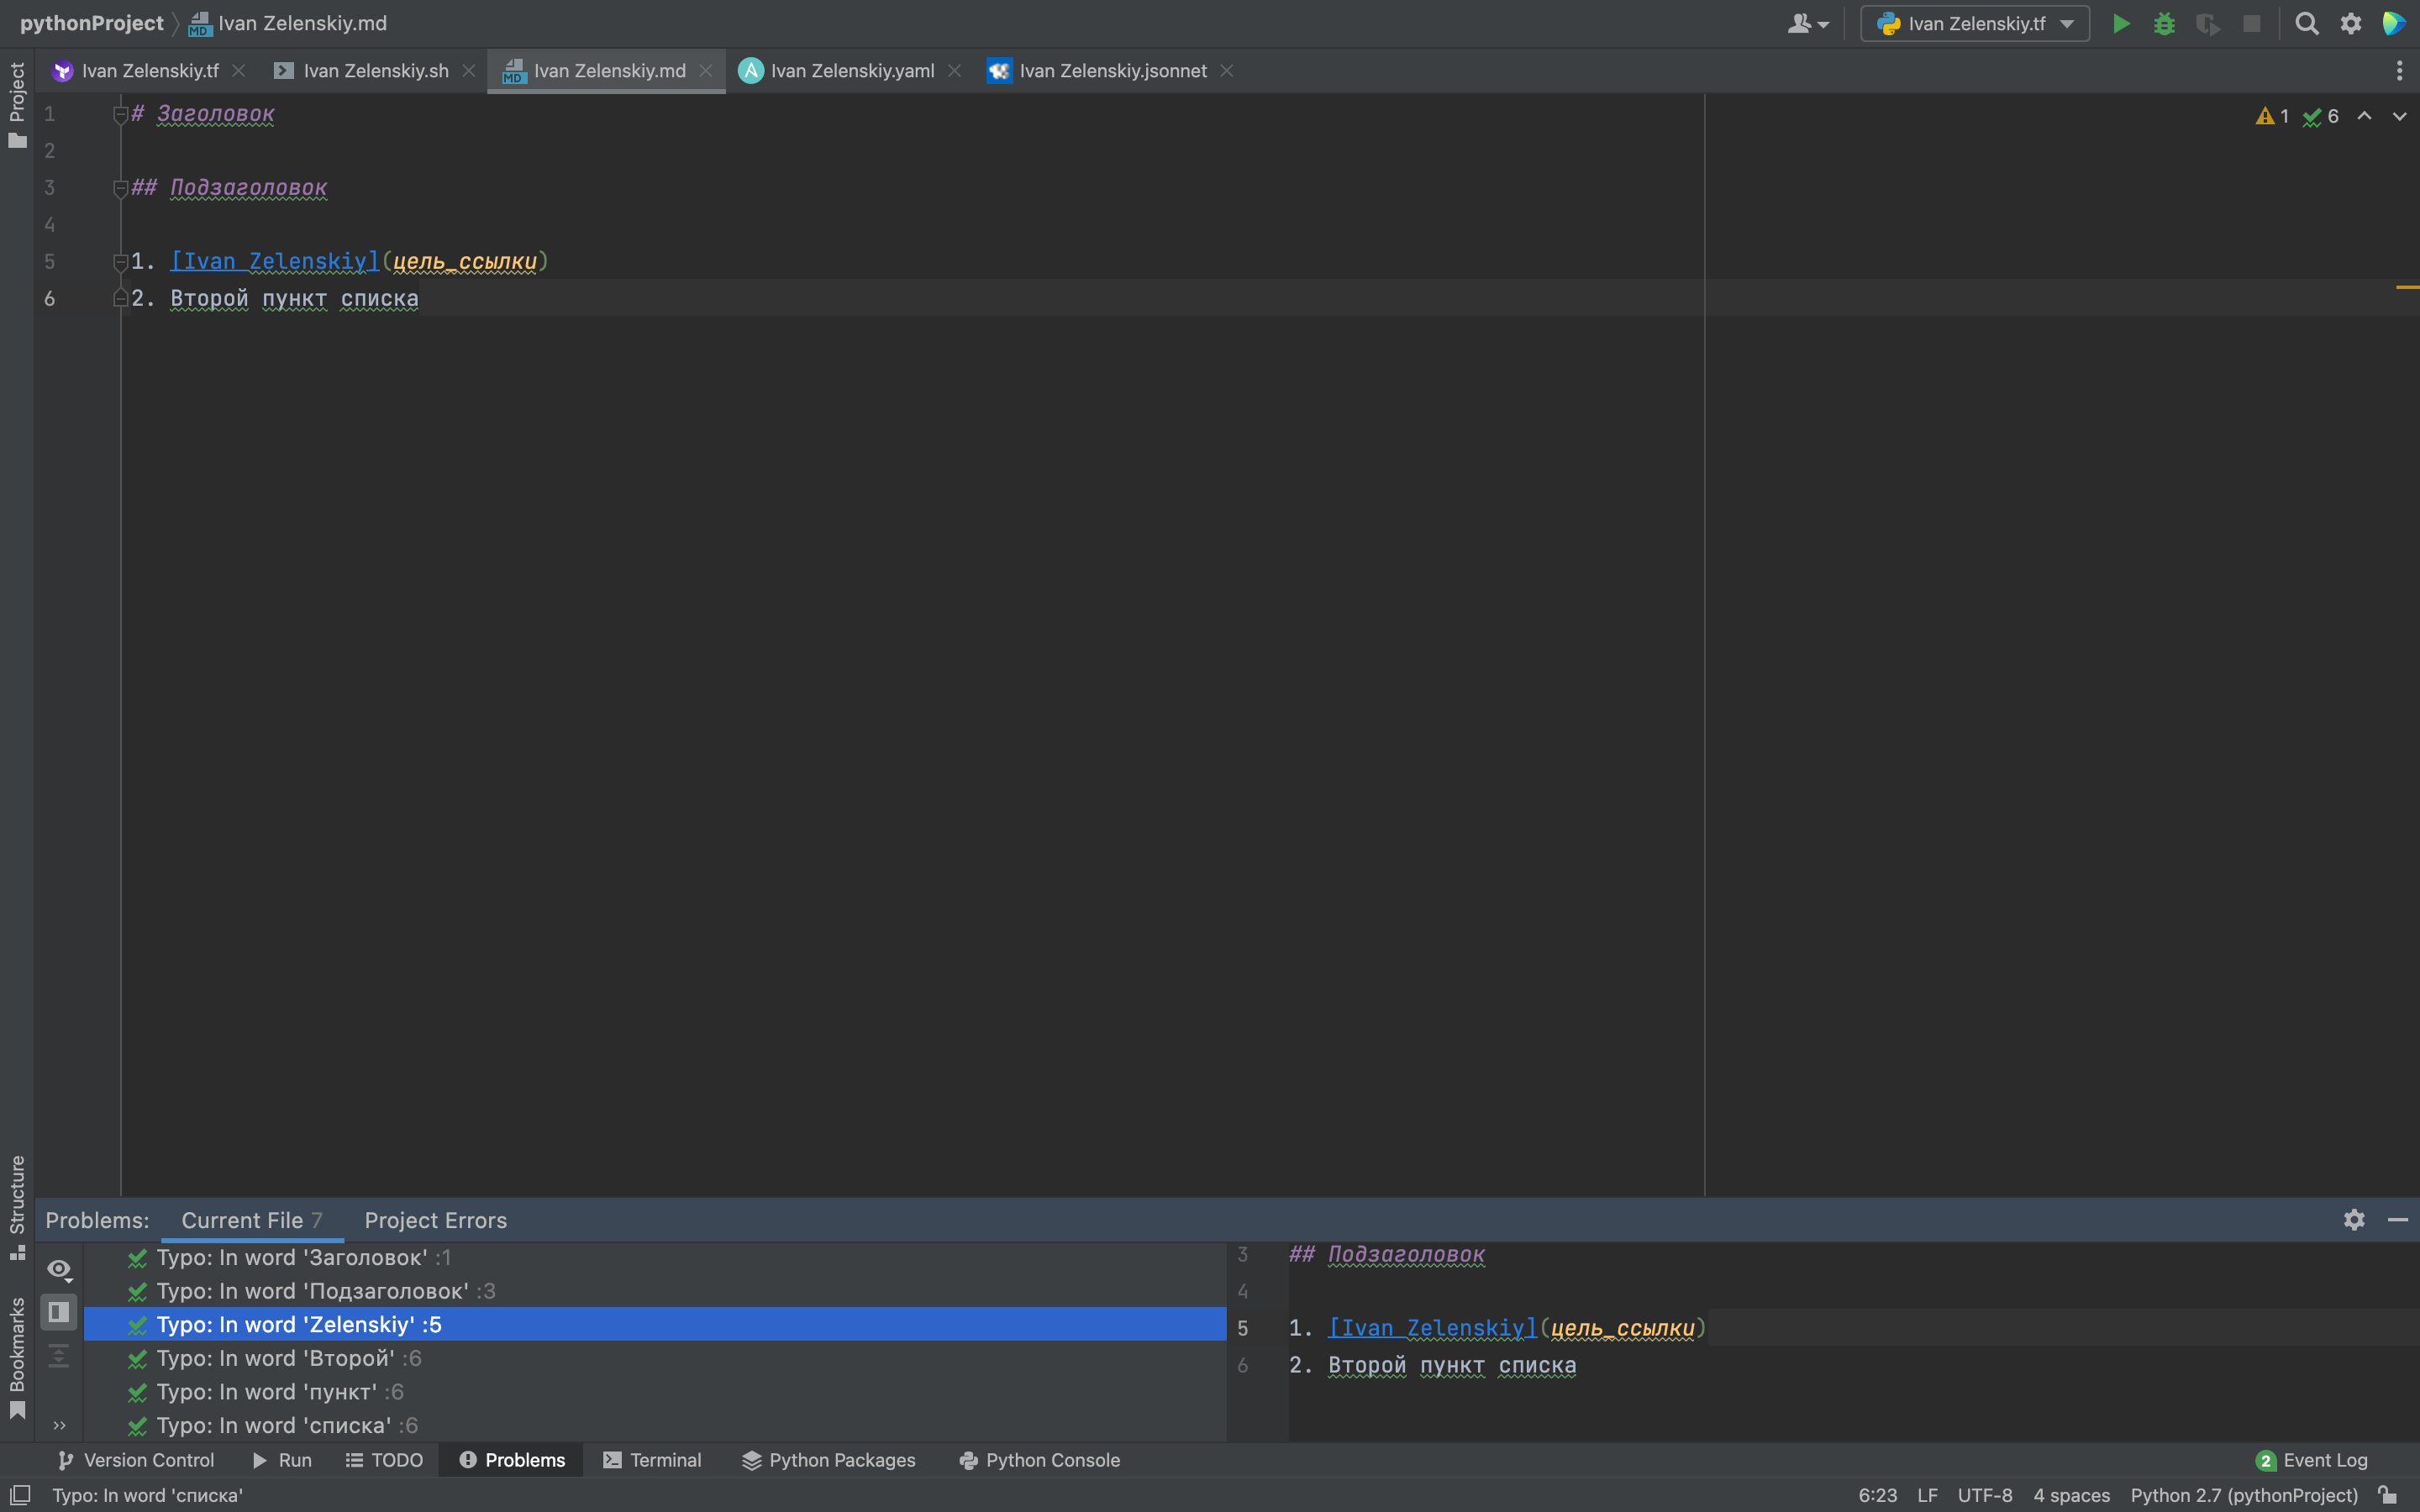 pythonProject Ivan Zelenskiy.md Ivan Zelenskiy.tf
Ivan Zelenskiy.tf Ivan Zelenskiy.sh Ivan Zelenskiy.md Ivan Zelenskiy.yaml Ivan Zelenskiy.jsonnet
Project
1 # Заголовок 1 6
2
3 ## Подзаголовок
4
5 1. [Ivan Zelenskiy](цель_ссылки)
6 2. Второй пункт списка
Structure
Bookmarks
Problems: Current File 7 Project Errors
Typo: In word 'Заголовок' :1
Typo: In word 'Подзаголовок' :3
Typo: In word 'Zelenskiy' :5
Typo: In word 'Второй' :6
Typo: In word 'пункт' :6
Typo: In word 'списка' :6
3 ## Подзаголовок
4
5 1. [Ivan Zelenskiy](цель_ссылки)
6 2. Второй пункт списка
Version Control Run TODO Problems Terminal Python Packages Python Console 2 Event Log
Typo: In word 'списка' 6:23 LF UTF-8 4 spaces Python 2.7 (pythonProject)